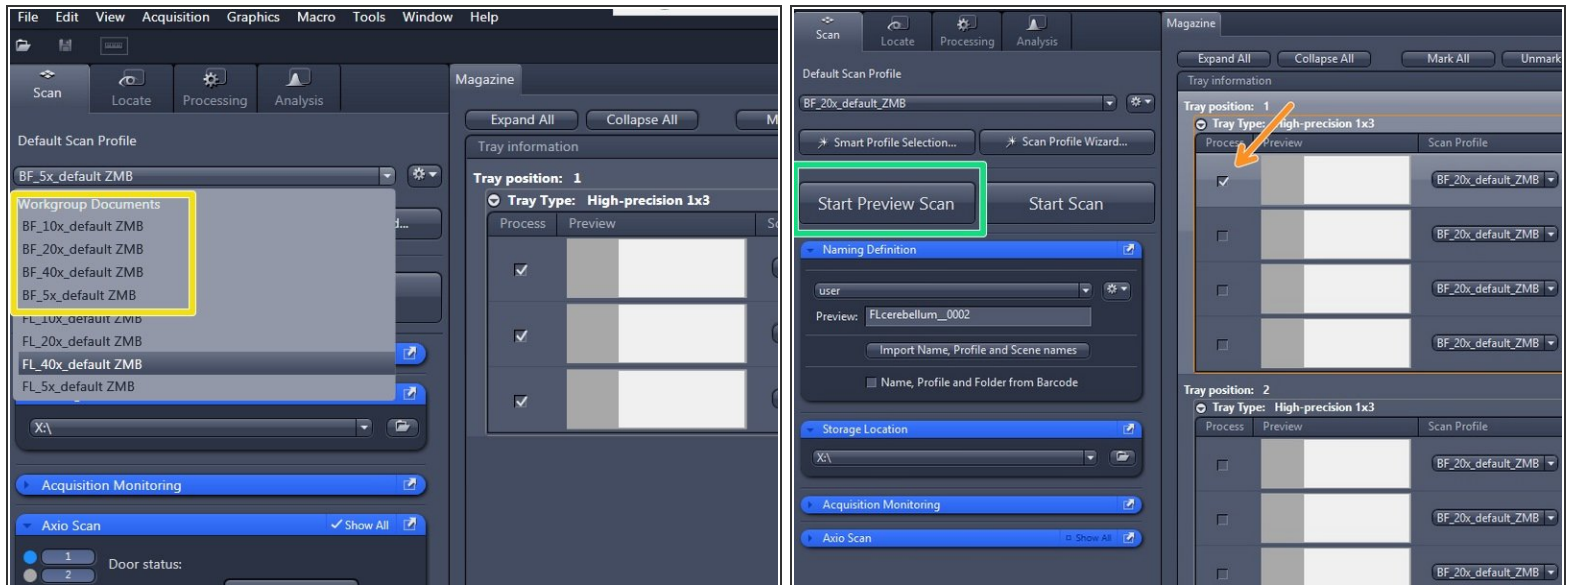 File Edit View Acquisition Graphics Macro Tools Window Help
Scan Locate Processing Analysis
Default Scan Profile
BF_5x_default ZMB
Workgroup Documents
BF_10x_default ZMB
BF_20x_default ZMB
BF_40x_default ZMB
BF_5x_default ZMB
FL_10x_default ZMB
FL_20x_default ZMB
FL_40x_default ZMB
FL_5x_default ZMB
X:\
Acquisition Monitoring
Axio Scan Show All
1
2
Door status:
Magazine
Expand All Collapse All M
Tray information
Tray position: 1
Tray Type: High-precision 1x3
Process Preview
Scan Locate Processing Analysis
Default Scan Profile
BF_20x_default_ZMB
Smart Profile Selection... Scan Profile Wizard...
Start Preview Scan Start Scan
Naming Definition
user
Preview: FLcerebellum__0002
Import Name, Profile and Scene names
Name, Profile and Folder from Barcode
Storage Location
X:\
Acquisition Monitoring
Axio Scan Show All
Magazine
Expand All Collapse All Mark All Unmark
Tray information
Tray position: 1
Tray Type: High-precision 1x3
Process Preview Scan Profile
BF_20x_default_ZMB
BF_20x_default_ZMB
BF_20x_default_ZMB
BF_20x_default_ZMB
Tray position: 2
Tray Type: High-precision 1x3
Process Preview Scan Profile
BF_20x_default_ZMB
BF_20x_default_ZMB
BF_20x_default_ZMB